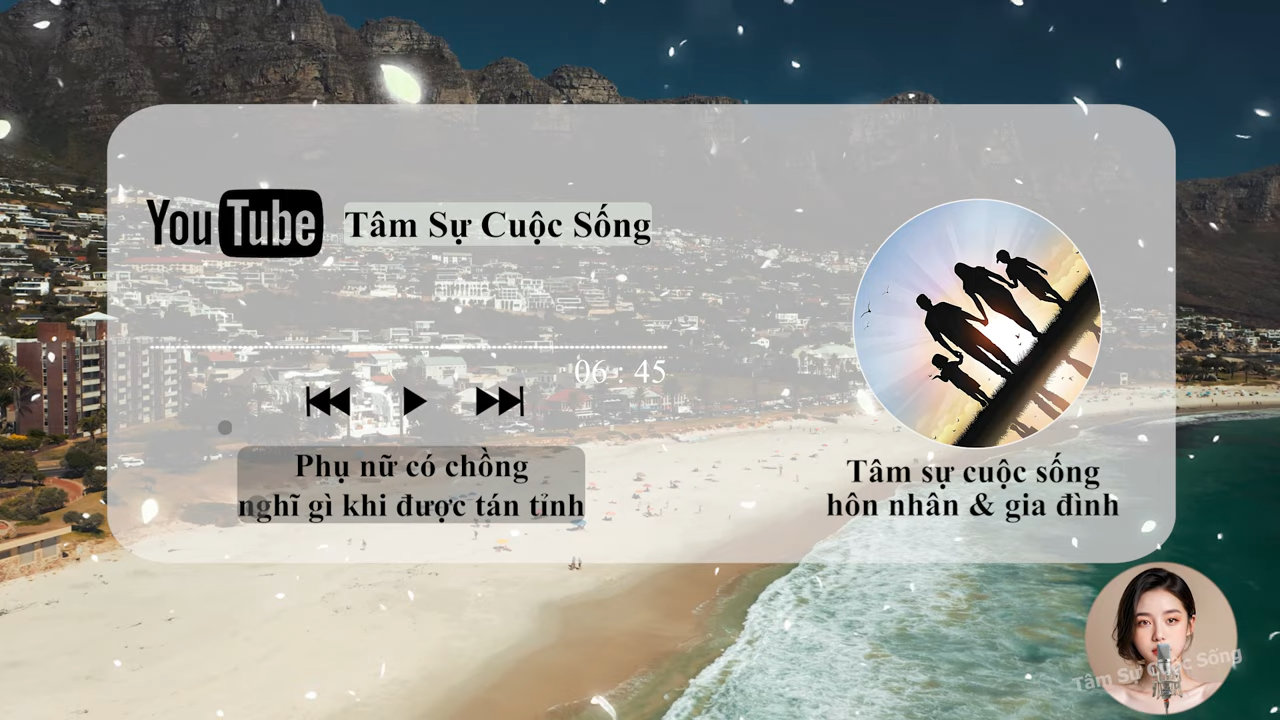 YouTube
Tâm Sự Cuộc Sống
06 : 45
Phụ nữ có chồng
nghĩ gì khi được tán tỉnh
Tâm sự cuộc sống
hôn nhân & gia đình
Tâm Sự Cuộc Sống